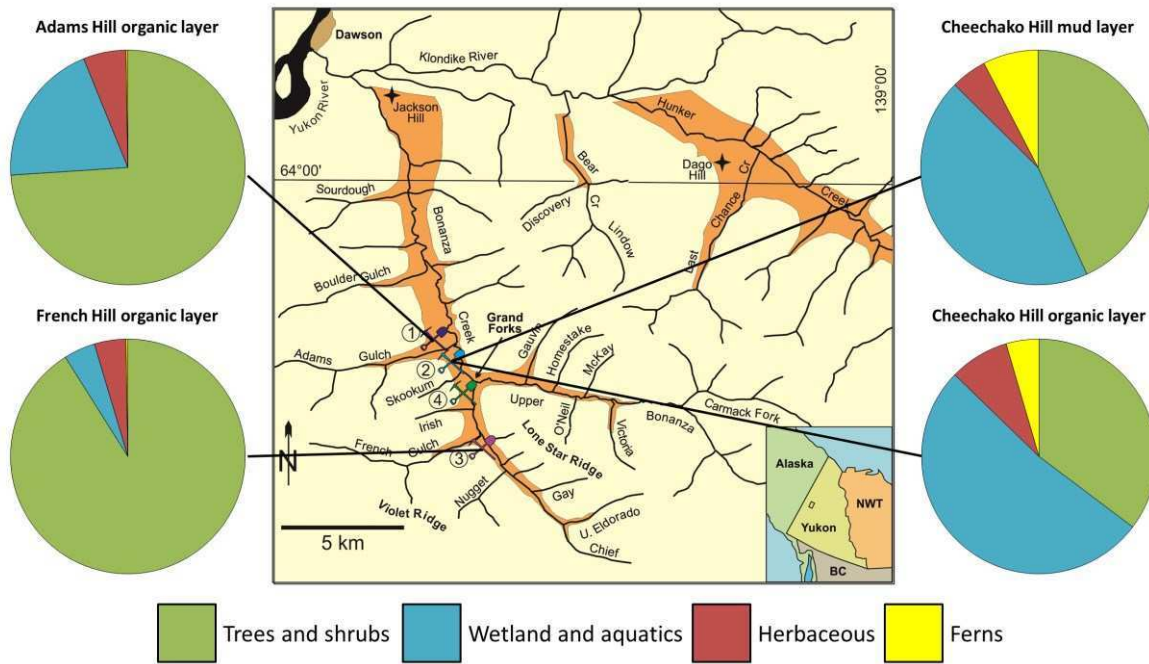 Adams Hill organic layer
Cheechako Hill mud layer
French Hill organic layer
Cheechako Hill organic layer
Dawson
Klondike River
Yukon River
Jackson
Hill
139°00'
64°00'
Hunker
Creek
Dago
Hill
Bear
Cr
Last
Chance
Cr
Discovery
Lindow
Sourdough
Bonanza
Creek
Boulder Gulch
Grand
Forks
①
②
④
③
Adams
Gulch
Skookum
Gauvin
Homestake
McKay
Upper
O'Neil
Victoria
Bonanza
Carmack Fork
Irish
French
Gulch
Lone Star Ridge
Nugget
Violet Ridge
Gay
U. Eldorado
Chief
N
5 km
Alaska
Yukon
NWT
BC
Trees and shrubs
Wetland and aquatics
Herbaceous
Ferns